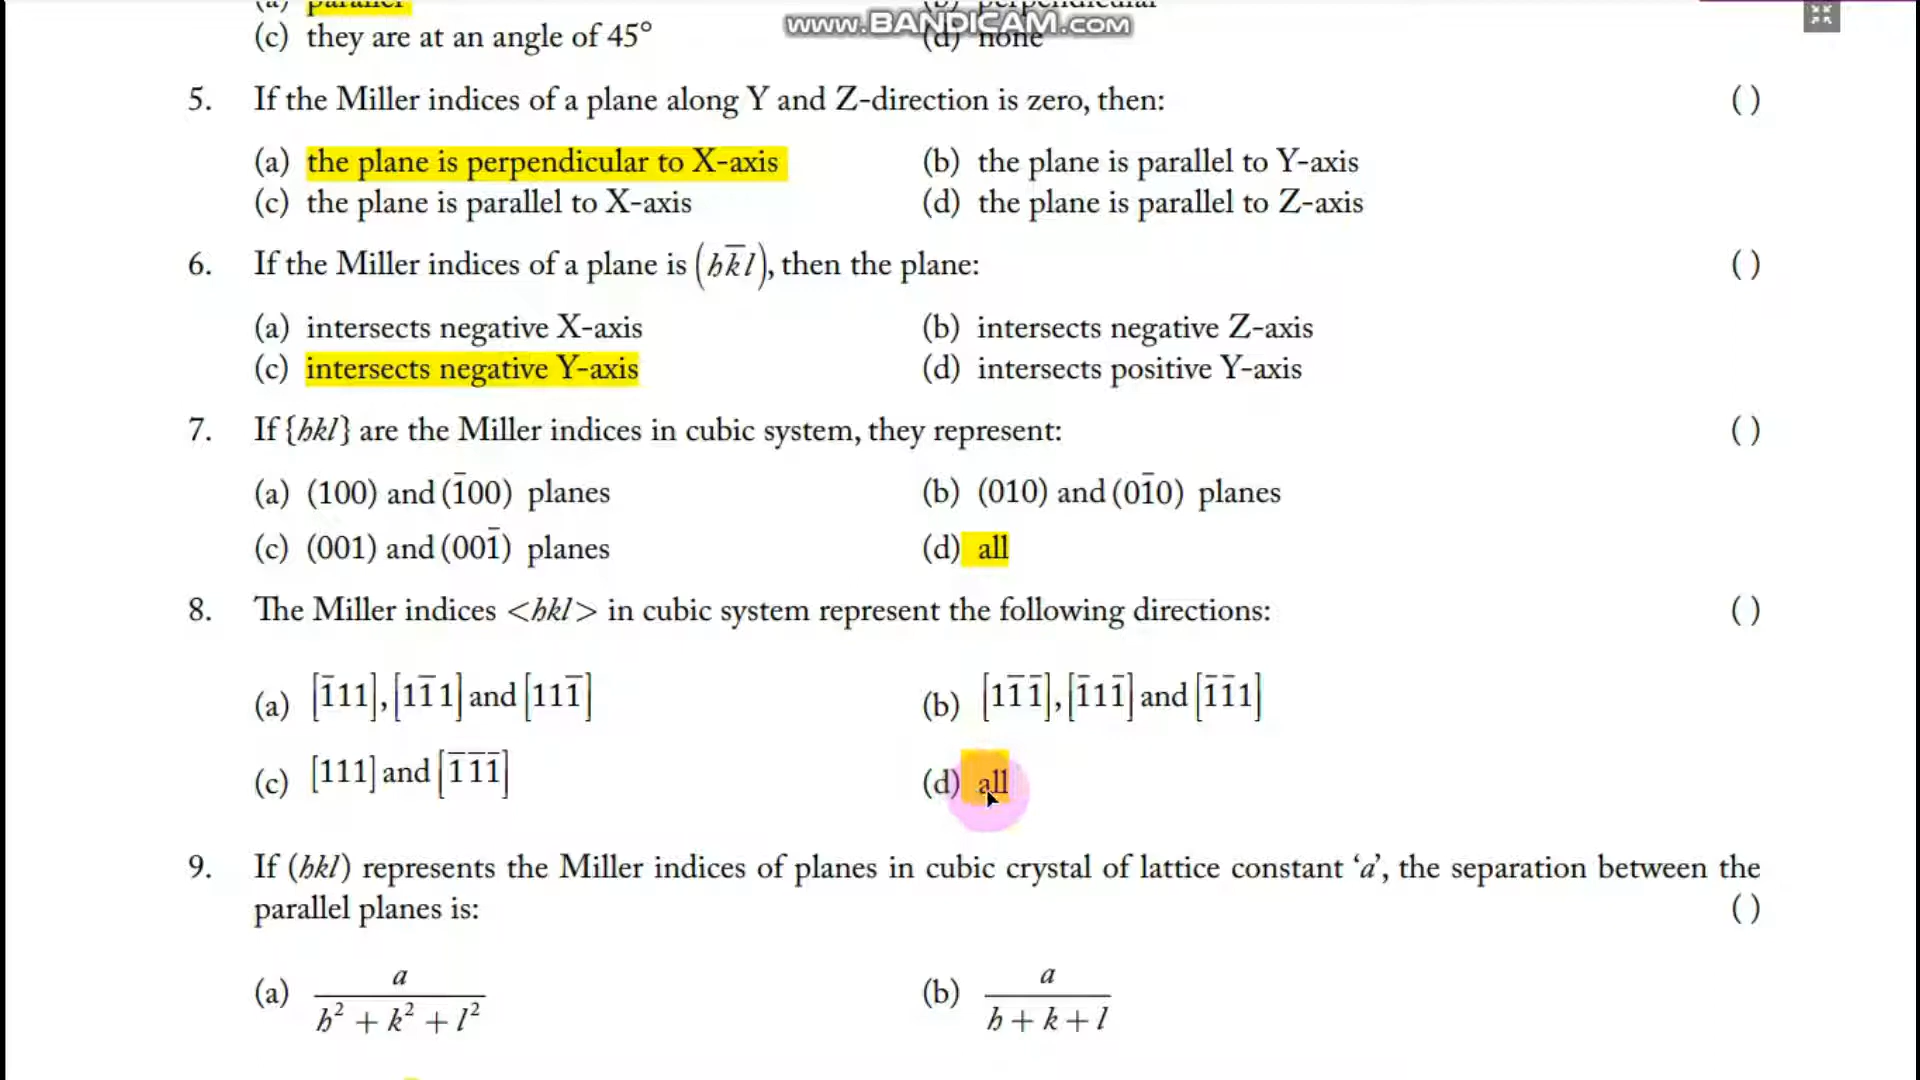 (a) parallel (b) perpendicular
www.BANDICAM.com
(c) they are at an angle of 45° (d) none
5. If the Miller indices of a plane along Y and Z-direction is zero, then: ( )
(a) the plane is perpendicular to X-axis (b) the plane is parallel to Y-axis
(c) the plane is parallel to X-axis (d) the plane is parallel to Z-axis
6. If the Miller indices of a plane is (hk̅l), then the plane: ( )
(a) intersects negative X-axis (b) intersects negative Z-axis
(c) intersects negative Y-axis (d) intersects positive Y-axis
7. If {hkl} are the Miller indices in cubic system, they represent: ( )
(a) (100) and (1̅00) planes (b) (010) and (01̅0) planes
(c) (001) and (001̅) planes (d) all
8. The Miller indices <hkl> in cubic system represent the following directions: ( )
(a) [1̅11], [11̅1] and [111̅] (b) [11̅1̅], [1̅11̅] and [1̅1̅1]
(c) [111] and [1̅1̅1̅] (d) all
9. If (hkl) represents the Miller indices of planes in cubic crystal of lattice constant ‘a’, the separation between the
parallel planes is: ( )
(a) a / h² + k² + l² (b) a / h + k + l